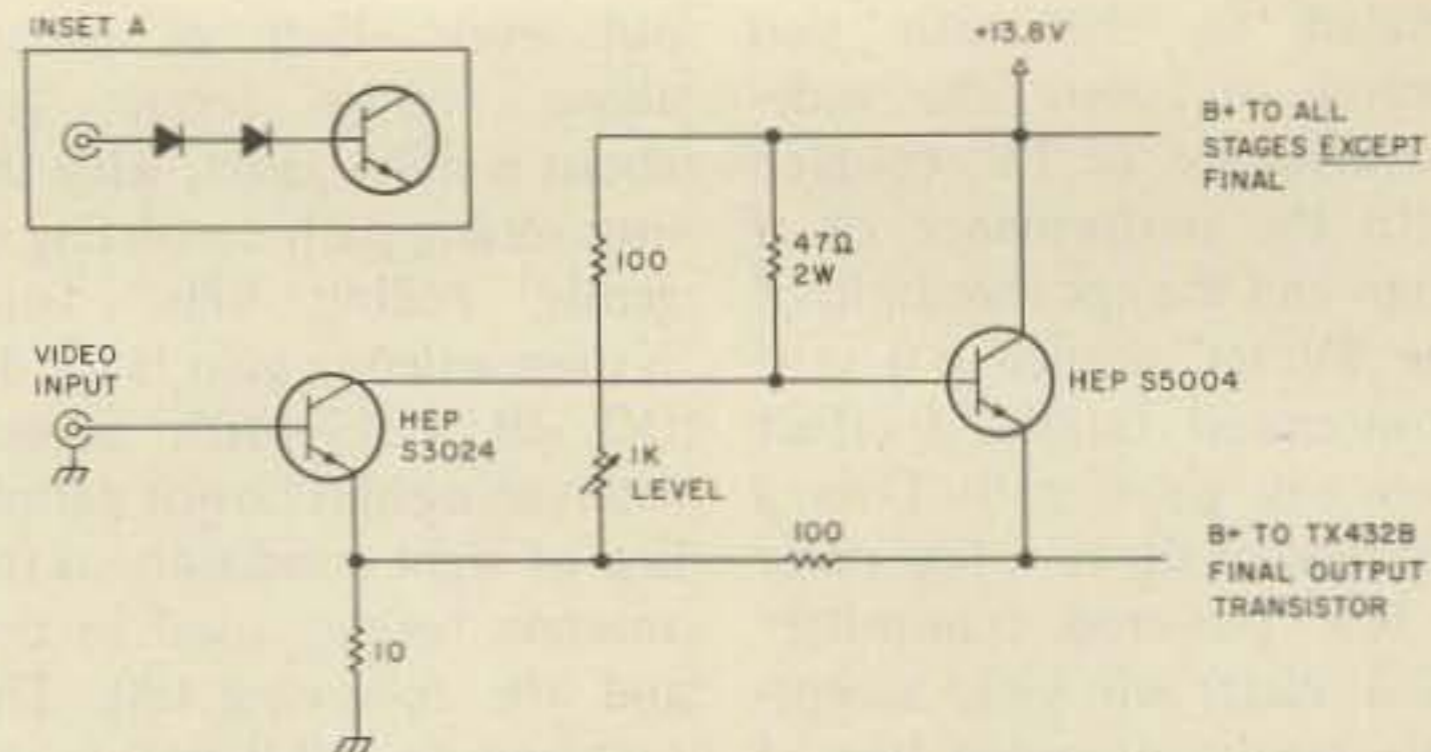 INSET A
+13.8V
B+ TO ALL
STAGES EXCEPT
FINAL
100
47Ω
2W
VIDEO
INPUT
HEP
S3024
HEP S5004
1K
LEVEL
100
B+ TO TX432B
FINAL OUTPUT
TRANSISTOR
10